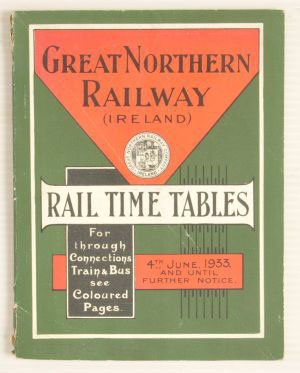 GREAT NORTHERN
RAILWAY
(IRELAND)
RAIL TIME TABLES
For
through
Connections
Train & Bus
see
Coloured
Pages.
4TH JUNE, 1933.
AND UNTIL
FURTHER NOTICE.